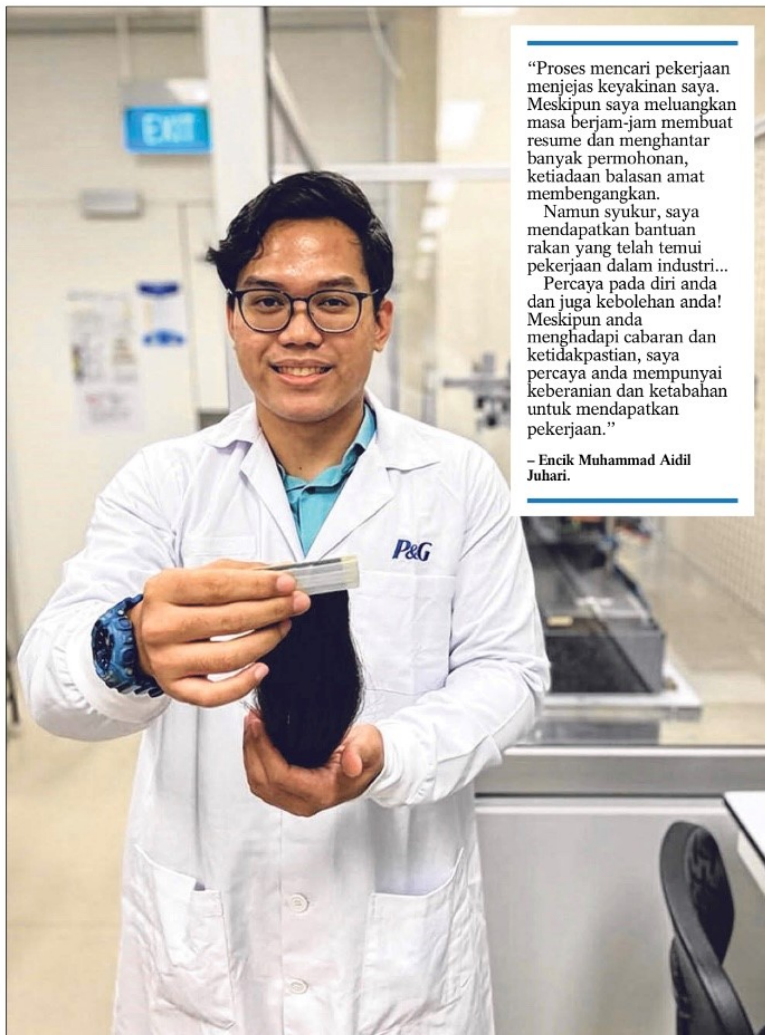 EXIT
“Proses mencari pekerjaan
menjejas keyakinan saya.
Meskipun saya meluangkan
masa berjam-jam membuat
resume dan menghantar
banyak permohonan,
ketiadaan balasan amat
membengangkan.
Namun syukur, saya
mendapatkan bantuan
rakan yang telah temui
pekerjaan dalam industri...
Percaya pada diri anda
dan juga kebolehan anda!
Meskipun anda
menghadapi cabaran dan
ketidakpastian, saya
percaya anda mempunyai
keberanian dan ketabahan
untuk mendapatkan
pekerjaan.”
– Encik Muhammad Aidil
Juhari.
P&G